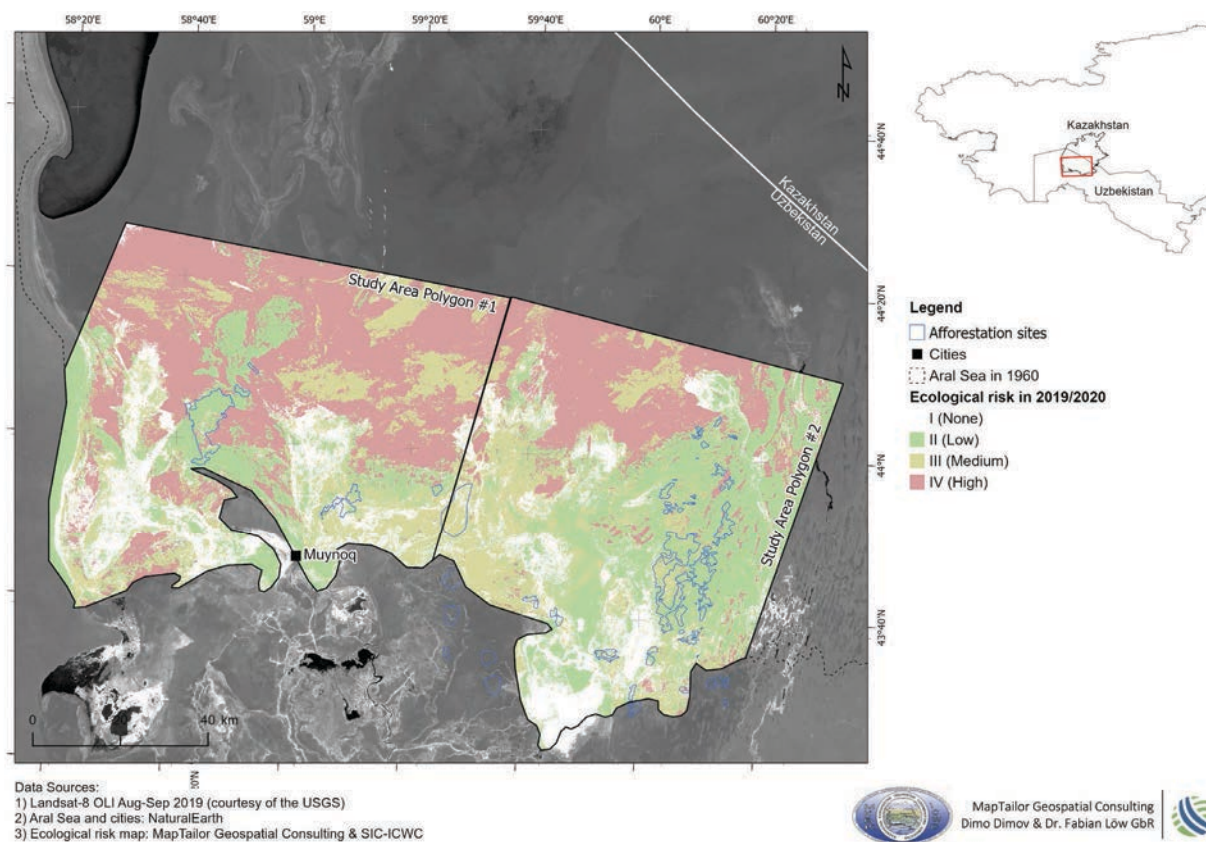 58°20'E
58°40'E
59°E
59°20'E
59°40'E
60°E
60°20'E
N
44°40'N
44°20'N
44°N
43°40'N
Kazakhstan
Uzbekistan
Study Area Polygon #1
Study Area Polygon #2
Muynoq
0
40 km
Kazakhstan
Uzbekistan
Legend
Afforestation sites
Cities
Aral Sea in 1960
Ecological risk in 2019/2020
I (None)
II (Low)
III (Medium)
IV (High)
Data Sources:
1) Landsat-8 OLI Aug-Sep 2019 (courtesy of the USGS)
2) Aral Sea and cities: NaturalEarth
3) Ecological risk map: MapTailor Geospatial Consulting & SIC-ICWC
MapTailor Geospatial Consulting
Dimo Dimov & Dr. Fabian Löw GbR